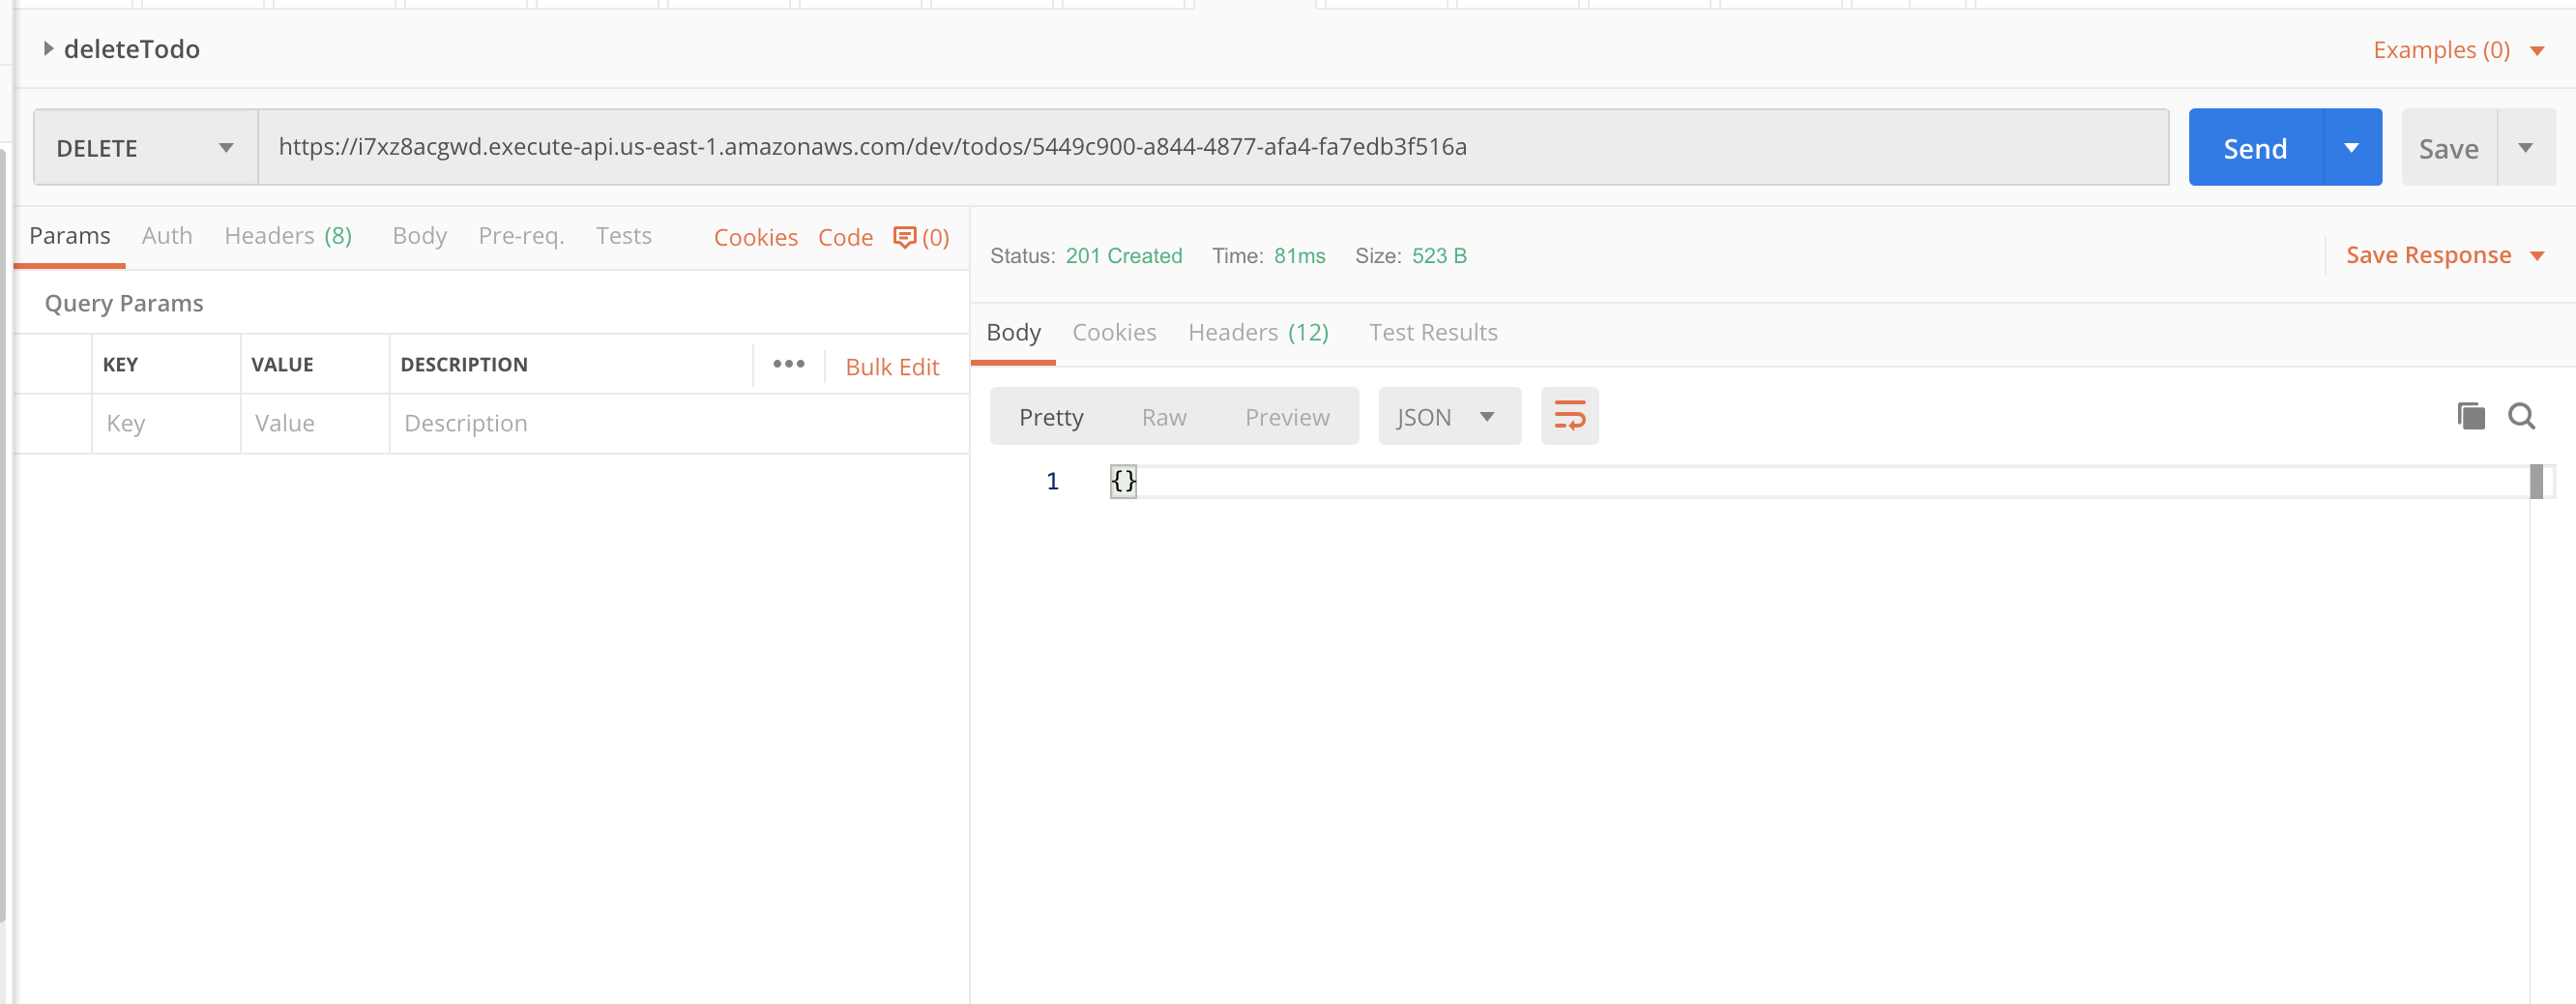 deleteTodo
Examples (0)
DELETE
https://i7xz8acgwd.execute-api.us-east-1.amazonaws.com/dev/todos/5449c900-a844-4877-afa4-fa7edb3f516a
Send
Save
Params Auth Headers (8) Body Pre-req. Tests Cookies Code (0)
Query Params
KEY VALUE DESCRIPTION ••• Bulk Edit
Key Value Description
Status: 201 Created Time: 81ms Size: 523 B Save Response
Body Cookies Headers (12) Test Results
Pretty Raw Preview JSON
1 {}